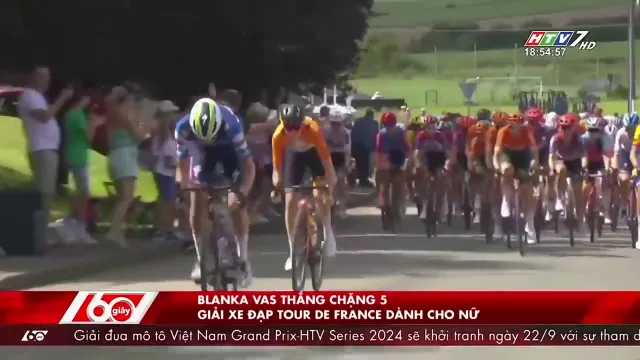 HTV7 HD
18:54:57
60 giây
BLANKA VAS THẮNG CHẶNG 5
GIẢI XE ĐẠP TOUR DE FRANCE DÀNH CHO NỮ
60 Giải đua mô tô Việt Nam Grand Prix-HTV Series 2024 sẽ khởi tranh ngày 22/9 với sự tham